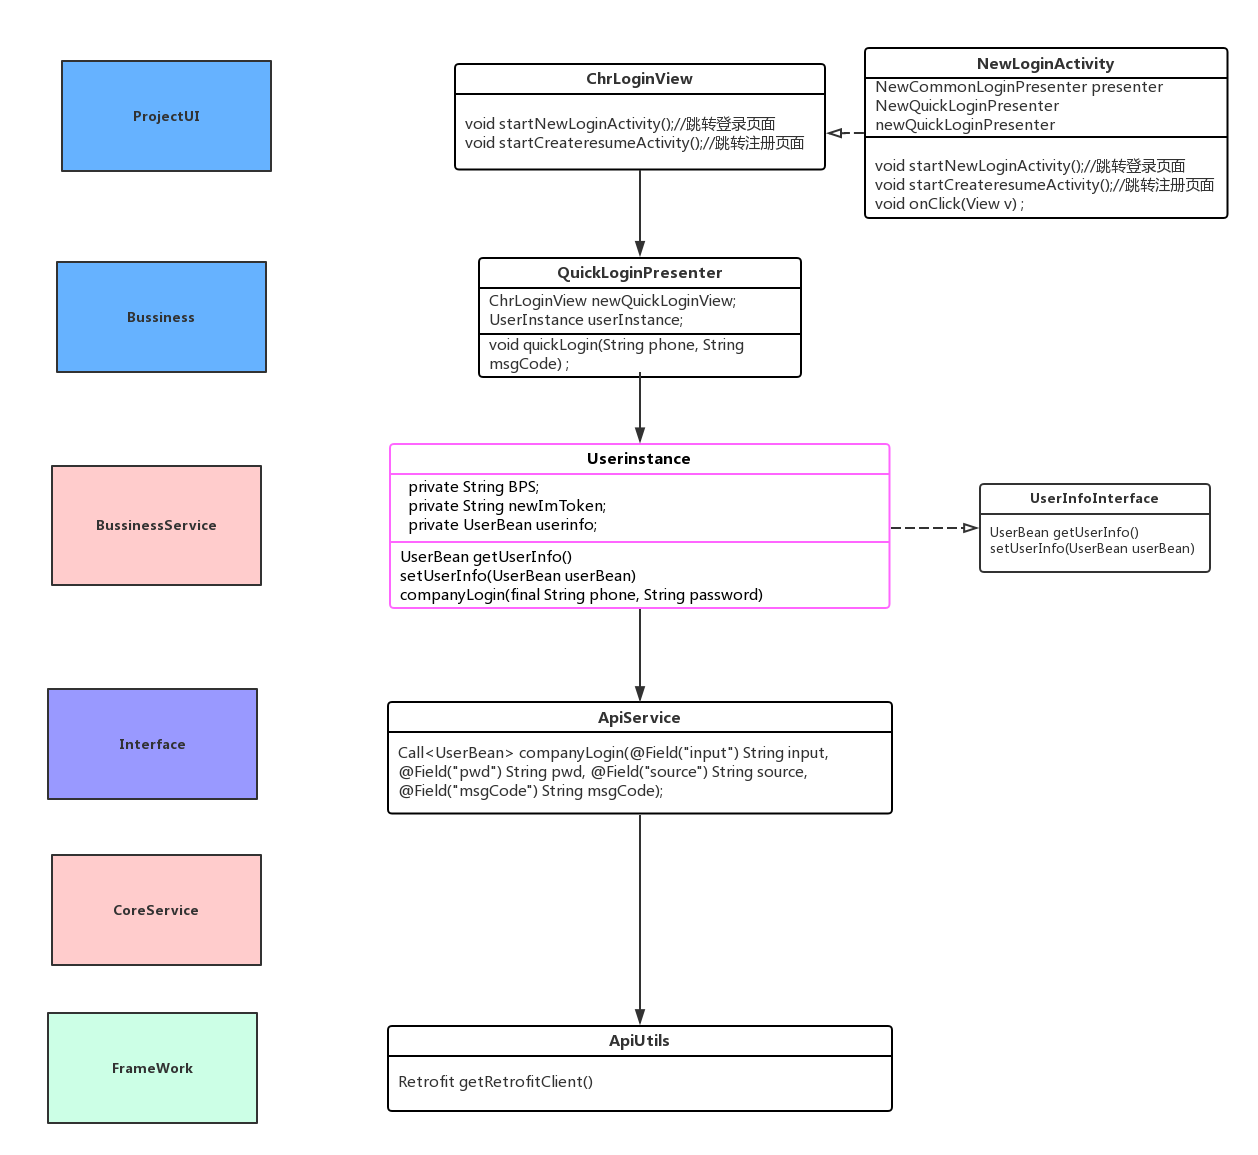 ProjectUI
ChrLoginView
void startNewLoginActivity();//跳转登录页面
void startCreateresumeActivity();//跳转注册页面
NewLoginActivity
NewCommonLoginPresenter presenter
NewQuickLoginPresenter
newQuickLoginPresenter
void startNewLoginActivity();//跳转登录页面
void startCreateresumeActivity();//跳转注册页面
void onClick(View v) ;
Bussiness
QuickLoginPresenter
ChrLoginView newQuickLoginView;
UserInstance userInstance;
void quickLogin(String phone, String
msgCode) ;
BussinessService
Userinstance
private String BPS;
private String newImToken;
private UserBean userinfo;
UserBean getUserInfo()
setUserInfo(UserBean userBean)
companyLogin(final String phone, String password)
UserInfoInterface
UserBean getUserInfo()
setUserInfo(UserBean userBean)
Interface
ApiService
Call<UserBean> companyLogin(@Field("input") String input,
@Field("pwd") String pwd, @Field("source") String source,
@Field("msgCode") String msgCode);
CoreService
FrameWork
ApiUtils
Retrofit getRetrofitClient()